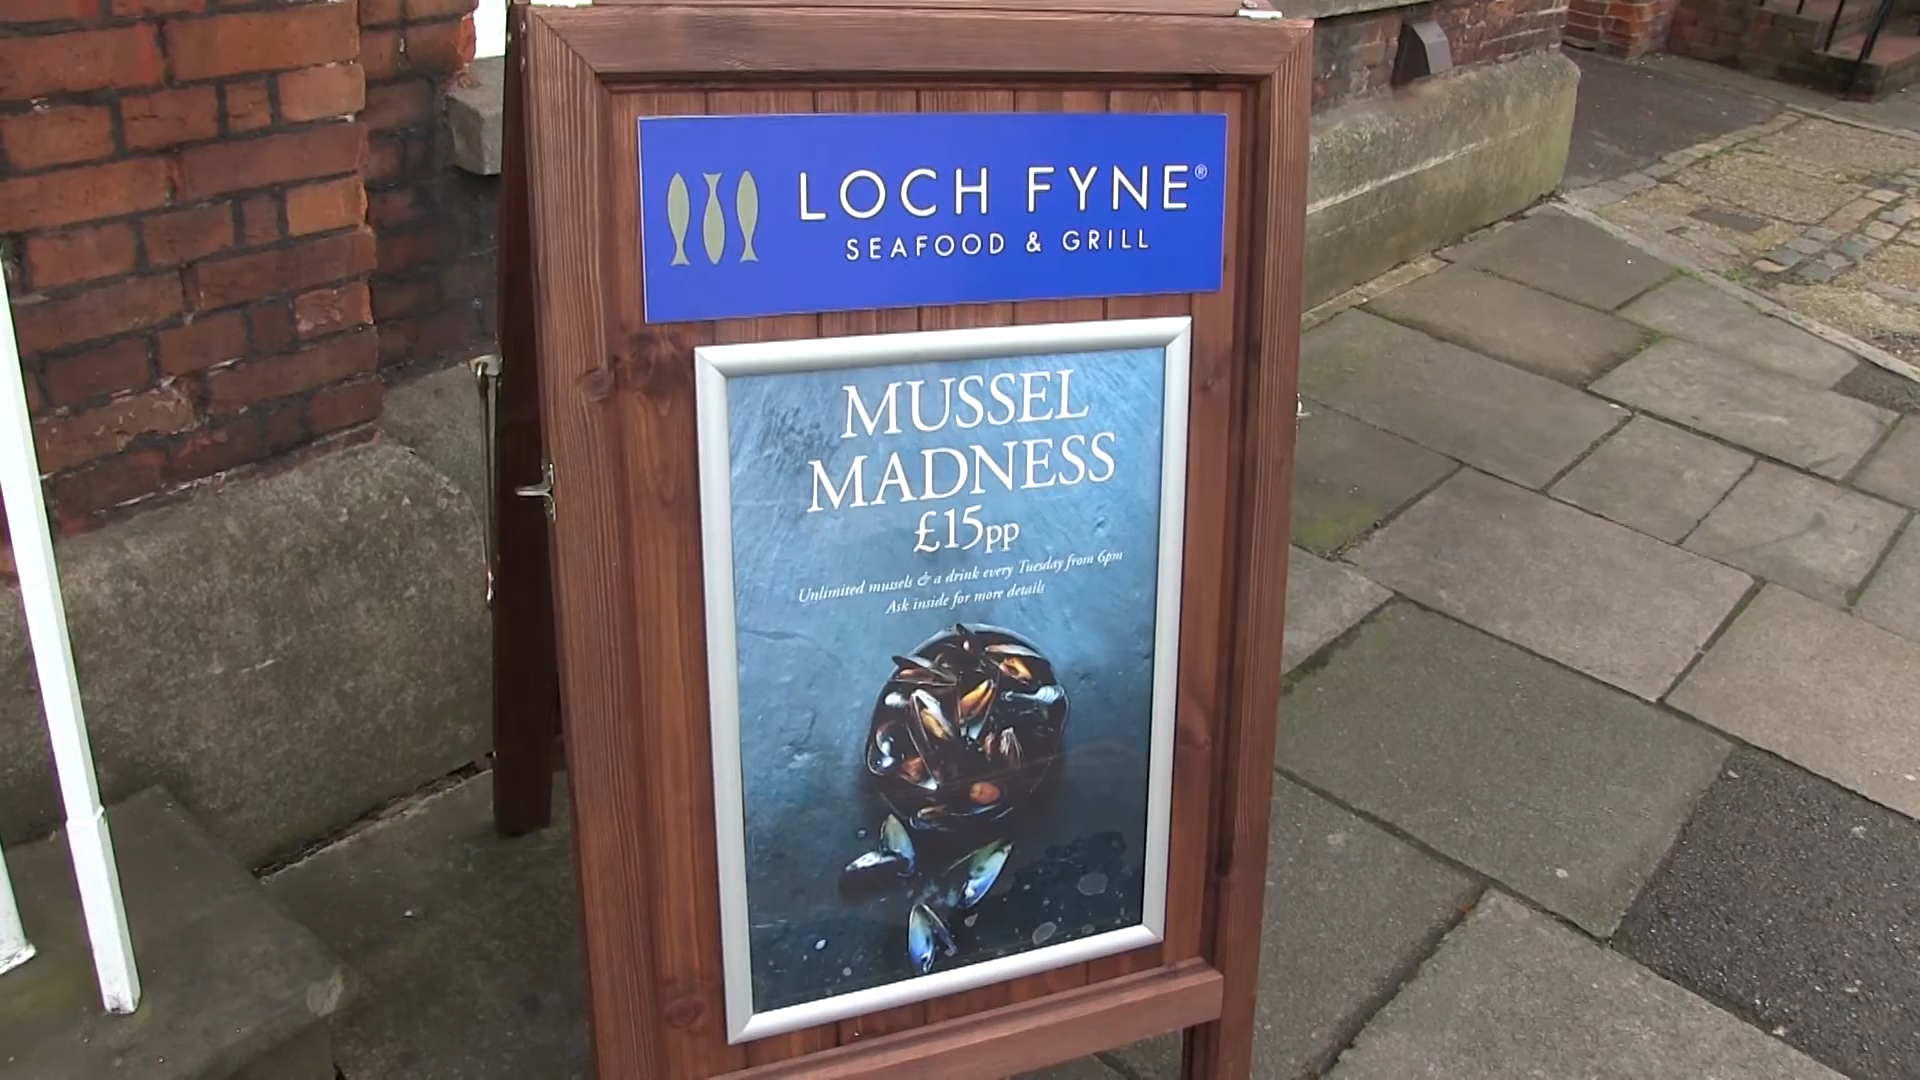 LOCH FYNE®
SEAFOOD & GRILL
MUSSEL
MADNESS
£15pp
Unlimited mussels & a drink every Tuesday from 6pm
Ask inside for more details